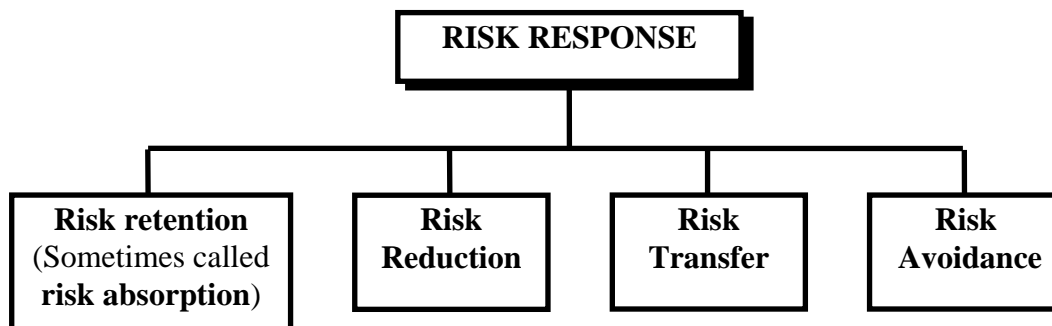 RISK RESPONSE
Risk retention
(Sometimes called
risk absorption)
Risk
Reduction
Risk
Transfer
Risk
Avoidance